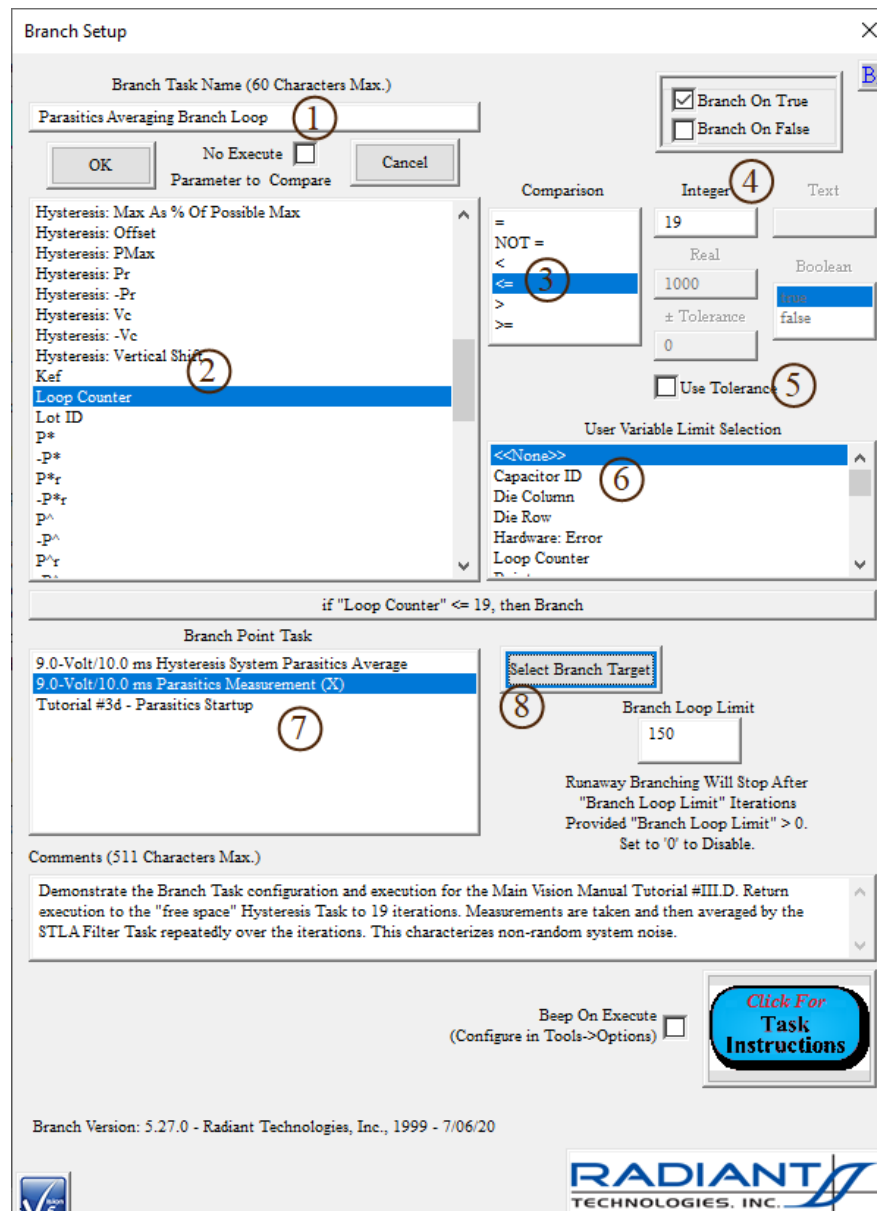 Branch Setup
B
Branch Task Name (60 Characters Max.)
Parasitics Averaging Branch Loop
1
Branch On True
Branch On False
OK
No Execute
Cancel
Parameter to Compare
Hysteresis: Max As % Of Possible Max
Hysteresis: Offset
Hysteresis: PMax
Hysteresis: Pr
Hysteresis: -Pr
Hysteresis: Vc
Hysteresis: -Vc
Hysteresis: Vertical Shift
2
Kef
Loop Counter
Lot ID
P*
-P*
P*r
-P*r
P^
-P^
P^r
Comparison
=
NOT =
<
<=
3
>
>=
Integer
4
19
Text
Real
1000
± Tolerance
0
Boolean
true
false
Use Tolerance
5
User Variable Limit Selection
<<None>>
Capacitor ID
6
Die Column
Die Row
Hardware: Error
Loop Counter
if "Loop Counter" <= 19, then Branch
Branch Point Task
9.0-Volt/10.0 ms Hysteresis System Parasitics Average
9.0-Volt/10.0 ms Parasitics Measurement (X)
Tutorial #3d - Parasitics Startup
7
Select Branch Target
8
Branch Loop Limit
150
Runaway Branching Will Stop After
"Branch Loop Limit" Iterations
Provided "Branch Loop Limit" > 0.
Set to '0' to Disable.
Comments (511 Characters Max.)
Demonstrate the Branch Task configuration and execution for the Main Vision Manual Tutorial #III.D. Return
execution to the "free space" Hysteresis Task to 19 iterations. Measurements are taken and then averaged by the
STLA Filter Task repeatedly over the iterations. This characterizes non-random system noise.
Beep On Execute
(Configure in Tools->Options)
Click For
Task
Instructions
Branch Version: 5.27.0 - Radiant Technologies, Inc., 1999 - 7/06/20
RADIANT
TECHNOLOGIES, INC.